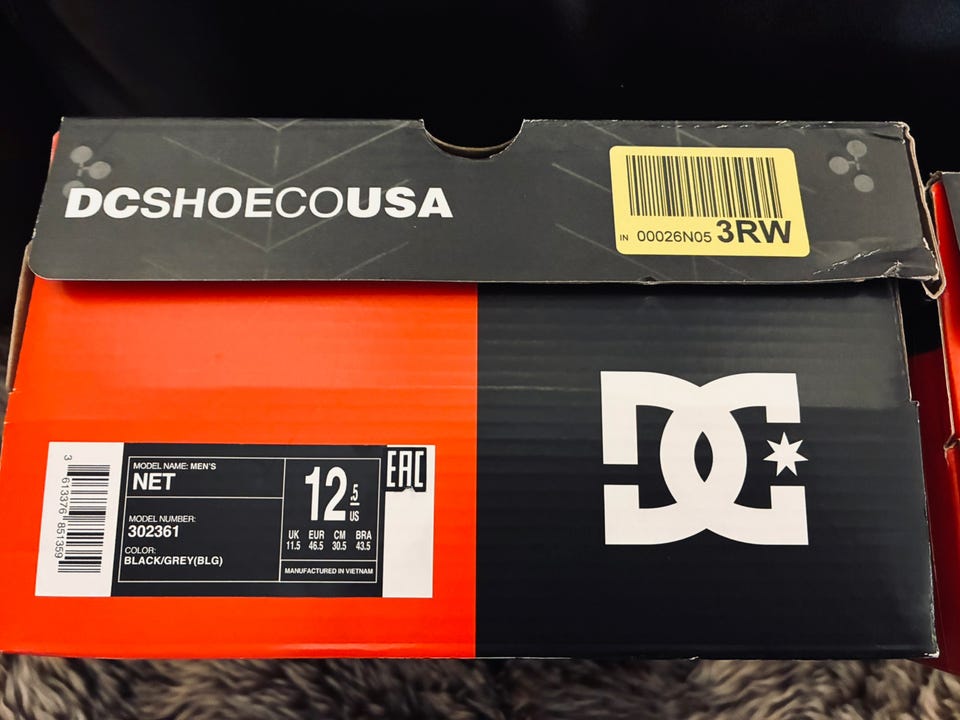 DCSHOECOUSA
IN 00026N05 3RW
DC
3 613376 851359
MODEL NAME: MEN'S
NET
MODEL NUMBER:
302361
COLOR:
BLACK/GREY(BLG)
12.5
US
UK EUR CM BRA
11.5 46.5 30.5 43.5
MANUFACTURED IN VIETNAM
EAC